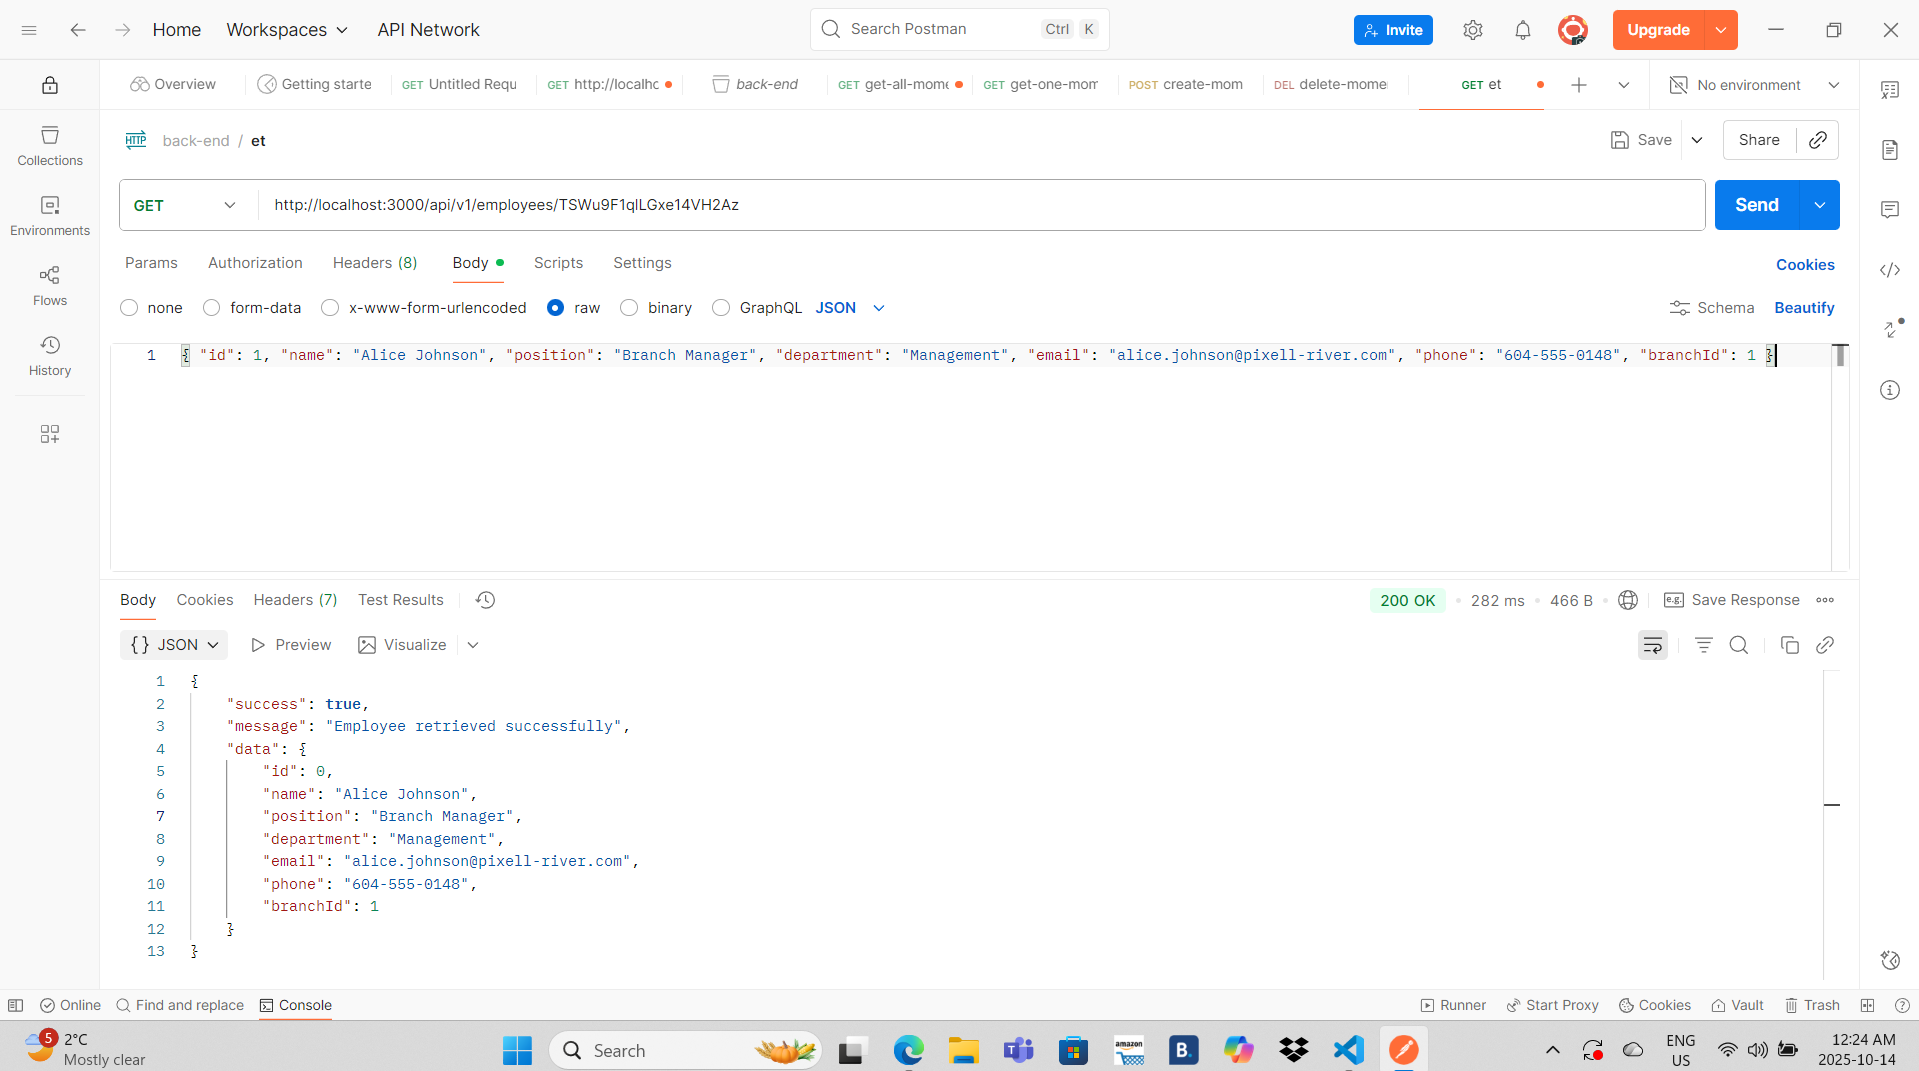 Home Workspaces API Network Search Postman Ctrl K Invite Upgrade
Overview Getting starte GET Untitled Requ GET http://localhc back-end GET get-all-mome GET get-one-mom POST create-mom DEL delete-mome GET et No environment
HTTP back-end / et Save Share
Collections
Environments
Flows
History
GET http://localhost:3000/api/v1/employees/TSWu9F1qlLGxe14VH2Az Send
Params Authorization Headers (8) Body Scripts Settings Cookies
none form-data x-www-form-urlencoded raw binary GraphQL JSON Schema Beautify
1 { "id": 1, "name": "Alice Johnson", "position": "Branch Manager", "department": "Management", "email": "alice.johnson@pixell-river.com", "phone": "604-555-0148", "branchId": 1 }
Body Cookies Headers (7) Test Results 200 OK 282 ms 466 B e.g. Save Response
{} JSON Preview Visualize
1 {
2 "success": true,
3 "message": "Employee retrieved successfully",
4 "data": {
5 "id": 0,
6 "name": "Alice Johnson",
7 "position": "Branch Manager",
8 "department": "Management",
9 "email": "alice.johnson@pixell-river.com",
10 "phone": "604-555-0148",
11 "branchId": 1
12 }
13 }
Online Find and replace Console Runner Start Proxy Cookies Vault Trash
5 2°C
Mostly clear
Search
amazon
B.
ENG
US
12:24 AM
2025-10-14